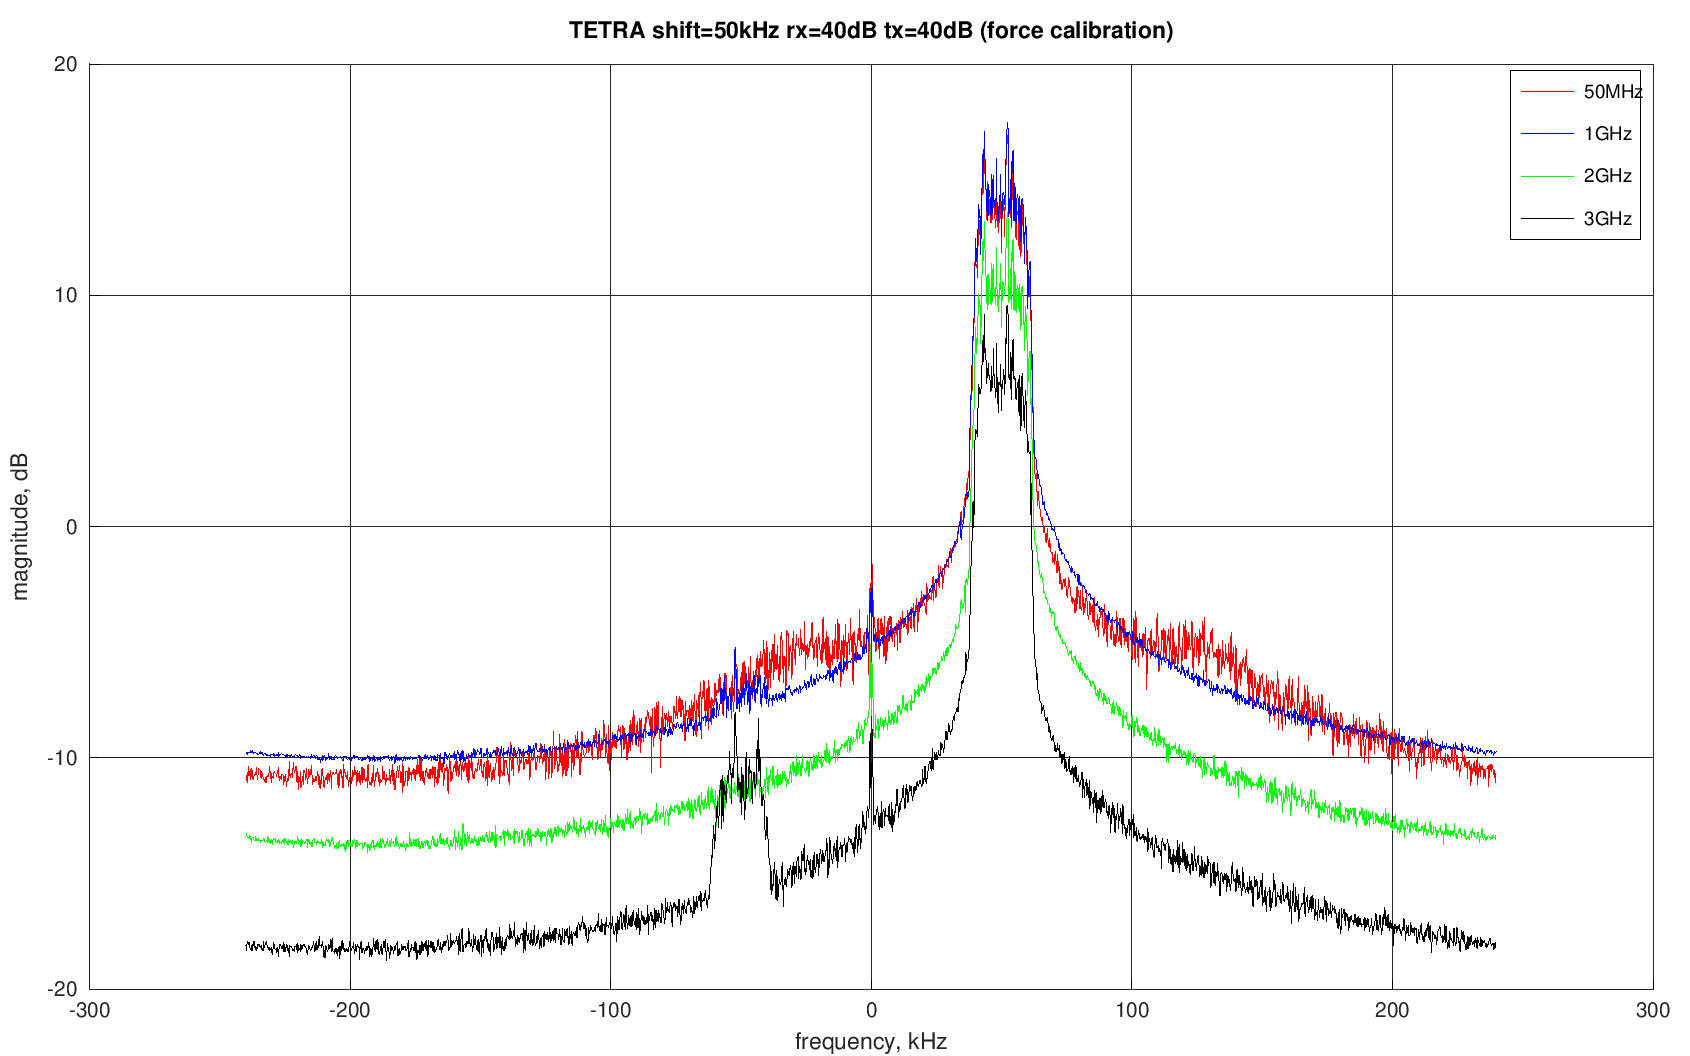 TETRA shift=50kHz rx=40dB tx=40dB (force calibration)
20
10
0
-10
-20
magnitude, dB
50MHz
1GHz
2GHz
3GHz
-300
-200
-100
0
100
200
300
frequency, kHz